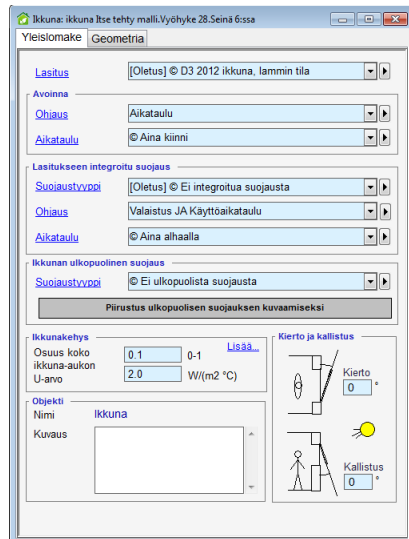 Ikkuna: ikkuna Itse tehty malli.Vyöhyke 28.Seinä 6:ssa
Yleislomake Geometria
Lasitus [Oletus] © D3 2012 ikkuna, lammin tila
Avoinna
Ohjaus Aikataulu
Aikataulu © Aina kiinni
Lasitukseen integroitu suojaus
Suojaustyyppi [Oletus] © Ei integroitua suojausta
Ohjaus Valaistus JA Käyttöaikataulu
Aikataulu © Aina alhaalla
Ikkunan ulkopuolinen suojaus
Suojaustyyppi © Ei ulkopuolista suojausta
Piirustus ulkopuolisen suojauksen kuvaamiseksi
Ikkunakehys
Lisää...
Osuus koko
ikkuna-aukon 0.1 0-1
U-arvo 2.0 W/(m2 °C)
Objekti
Nimi Ikkuna
Kuvaus
Kierto ja kallistus
Kierto
0 °
Kallistus
0 °